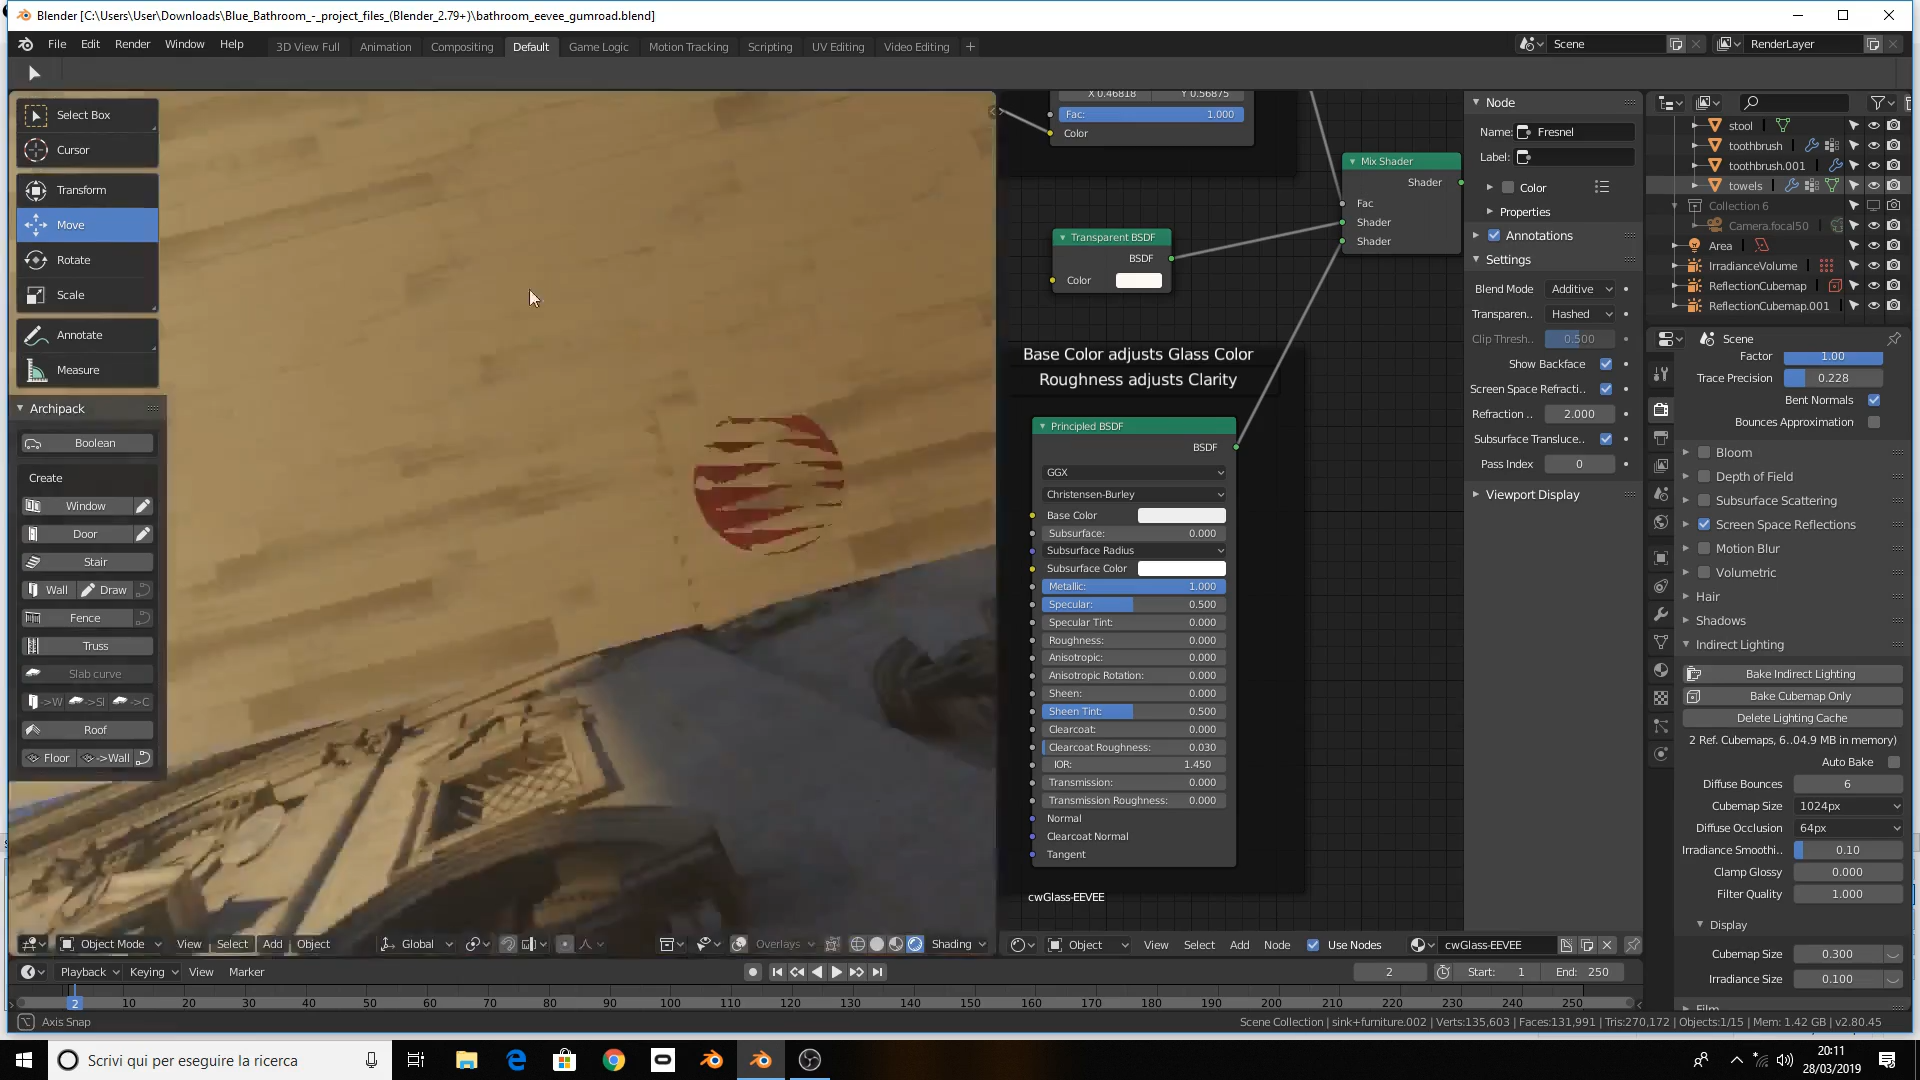 Blender [C:\Users\User\Downloads\Blue_Bathroom_-_project_files_(Blender_2.79+)\bathroom_eevee_gumroad.blend]
File Edit Render Window Help 3D View Full Animation Compositing Default Game Logic Motion Tracking Scripting UV Editing Video Editing +
Scene RenderLayer
Select Box
Cursor
Transform
Move
Rotate
Scale
Annotate
Measure
Archipack
Boolean
Create
Window
Door
Stair
Wall Draw
Fence
Truss
Slab curve
->W ->Sl ->C
Roof
Floor ->Wall
X 0.46818 Y 0.56875
Fac: 1.000
Color
Mix Shader
Shader
Fac
Shader
Shader
Transparent BSDF
BSDF
Color
Base Color adjusts Glass Color
Roughness adjusts Clarity
Principled BSDF
BSDF
GGX
Christensen-Burley
Base Color
Subsurface: 0.000
Subsurface Radius
Subsurface Color
Metallic: 1.000
Specular: 0.500
Specular Tint: 0.000
Roughness: 0.000
Anisotropic: 0.000
Anisotropic Rotation: 0.000
Sheen: 0.000
Sheen Tint: 0.500
Clearcoat: 0.000
Clearcoat Roughness: 0.030
IOR: 1.450
Transmission: 0.000
Transmission Roughness: 0.000
Normal
Clearcoat Normal
Tangent
cwGlass-EEVEE
Node
Name: Fresnel
Label:
Color
Properties
Annotations
Settings
Blend Mode Additive
Transparen.. Hashed
Clip Thresh.. 0.500
Show Backface
Screen Space Refracti..
Refraction .. 2.000
Subsurface Transluce..
Pass Index 0
Viewport Display
stool
toothbrush
toothbrush.001
towels
Collection 6
Camera.focal50
Area
IrradianceVolume
ReflectionCubemap
ReflectionCubemap.001
Scene
Factor 1.00
Trace Precision 0.228
Bent Normals
Bounces Approximation
Bloom
Depth of Field
Subsurface Scattering
Screen Space Reflections
Motion Blur
Volumetric
Hair
Shadows
Indirect Lighting
Bake Indirect Lighting
Bake Cubemap Only
Delete Lighting Cache
2 Ref. Cubemaps, 6..04.9 MB in memory)
Auto Bake
Diffuse Bounces 6
Cubemap Size 1024px
Diffuse Occlusion 64px
Irradiance Smoothi.. 0.10
Clamp Glossy 0.000
Filter Quality 1.000
Display
Cubemap Size 0.300
Irradiance Size 0.100
Film
Object Mode View Select Add Object Global Overlays Shading
Object View Select Add Node Use Nodes cwGlass-EEVEE
Playback Keying View Marker 2 Start: 1 End: 250
2 10 20 30 40 50 60 70 80 90 100 110 120 130 140 150 160 170 180 190 200 210 220 230 240 250
Axis Snap
Scene Collection | sink+furniture.002 | Verts:135,603 | Faces:131,991 | Tris:270,172 | Objects:1/15 | Mem: 1.42 GB | v2.80.45
Scrivi qui per eseguire la ricerca
20:11
28/03/2019